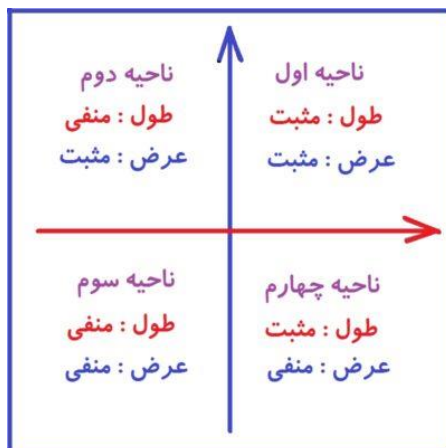 ناحیه اول
طول : مثبت
عرض : مثبت
ناحیه دوم
طول : منفی
عرض : مثبت
ناحیه سوم
طول : منفی
عرض : منفی
ناحیه چهارم
طول : مثبت
عرض : منفی